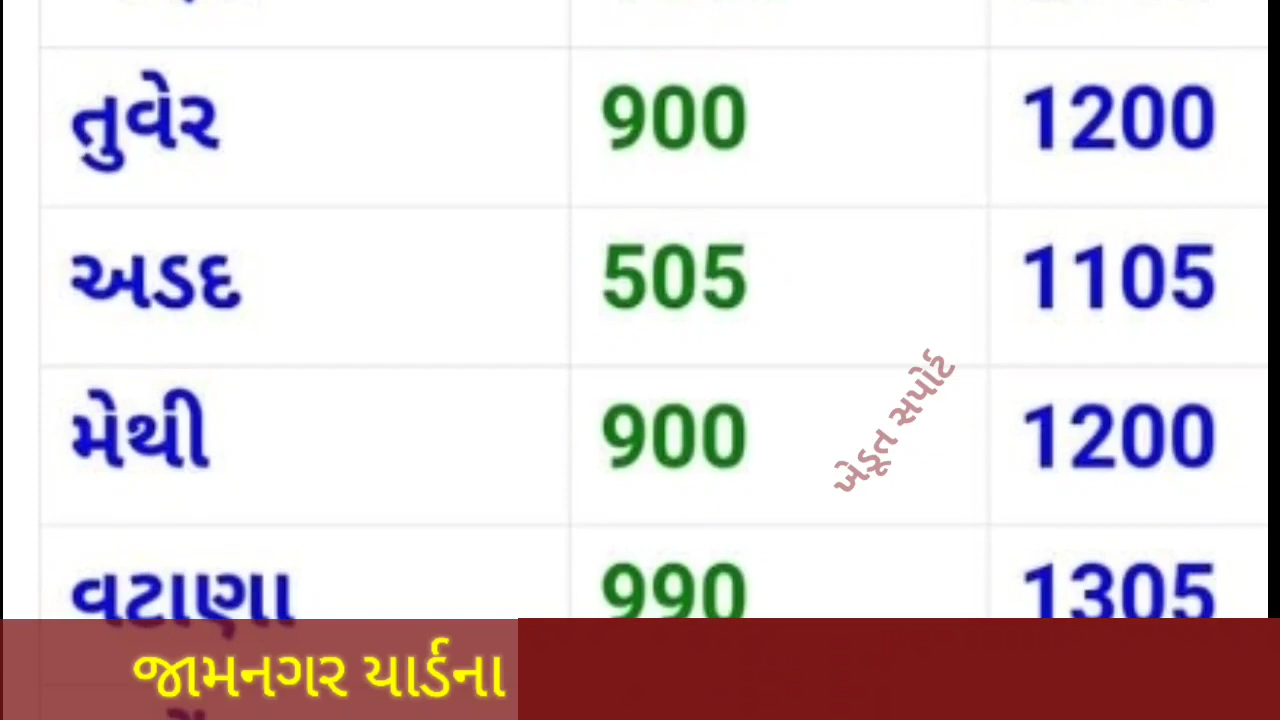 તુવેર 900 1200
અડદ 505 1105
મેથી 900 1200
ખેડૂત સપોર્ટ
વટાણા 990 1305
જામનગર યાર્ડના